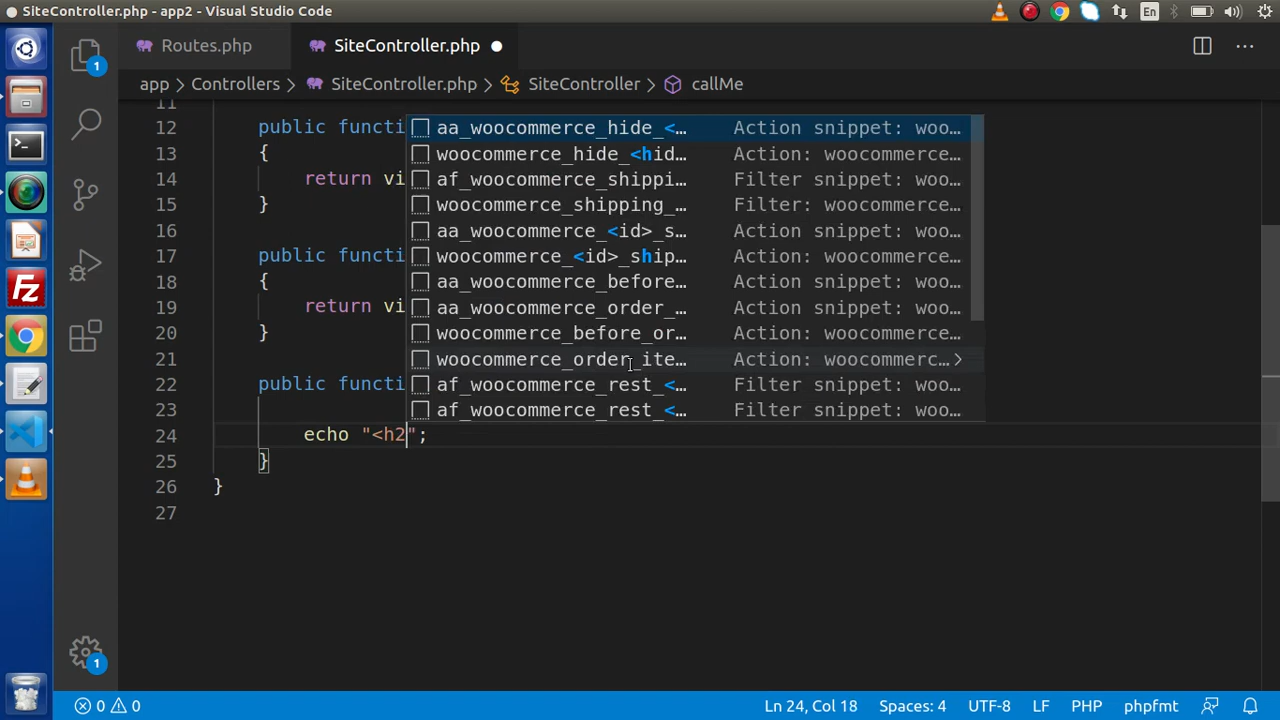 SiteController.php - app2 - Visual Studio Code
En
1
Routes.php
SiteController.php
app > Controllers > SiteController.php > SiteController > callMe
11
12 public functi
13 {
14 return vi
15 }
16
17 public functi
18 {
19 return vi
20 }
21
22 public functi
23
24 echo "<h2";
25 }
26 }
27
aa_woocommerce_hide_<… Action snippet: woo…
woocommerce_hide_<hid… Action: woocommerce…
af_woocommerce_shippi… Filter snippet: woo…
woocommerce_shipping_… Filter: woocommerce…
aa_woocommerce_<id>_s… Action snippet: woo…
woocommerce_<id>_ship… Action: woocommerce…
aa_woocommerce_before… Action snippet: woo…
aa_woocommerce_order_… Action snippet: woo…
woocommerce_before_or… Action: woocommerce…
woocommerce_order_ite… Action: woocommerc…>
af_woocommerce_rest_<… Filter snippet: woo…
af_woocommerce_rest_<… Filter snippet: woo…
Fz
1
0 0 Ln 24, Col 18 Spaces: 4 UTF-8 LF PHP phpfmt